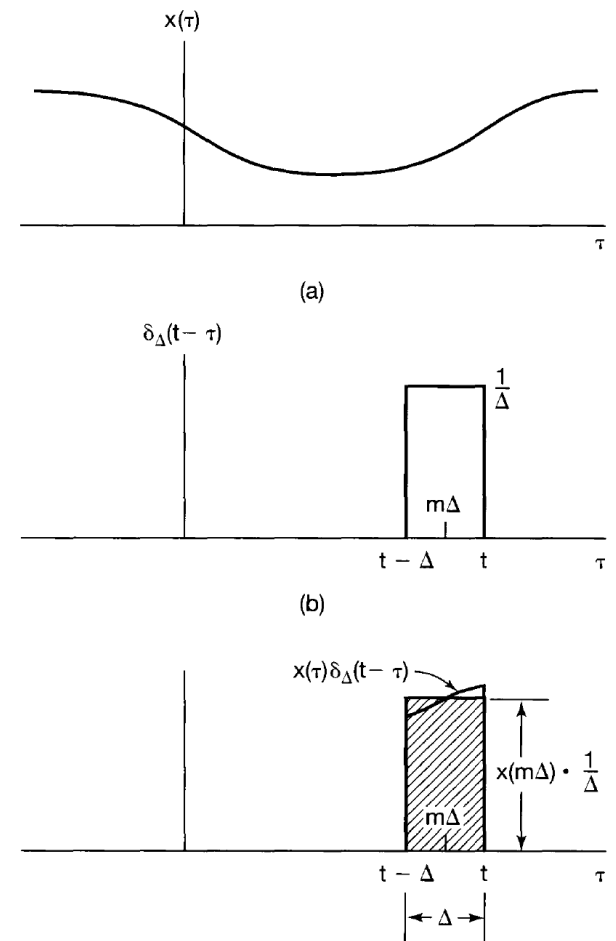 x(τ)
τ
(a)
δ_Δ(t − τ)
1/Δ
mΔ
t − Δ t τ
(b)
x(τ)δ_Δ(t − τ)
x(mΔ) • 1/Δ
mΔ
t − Δ t τ
Δ